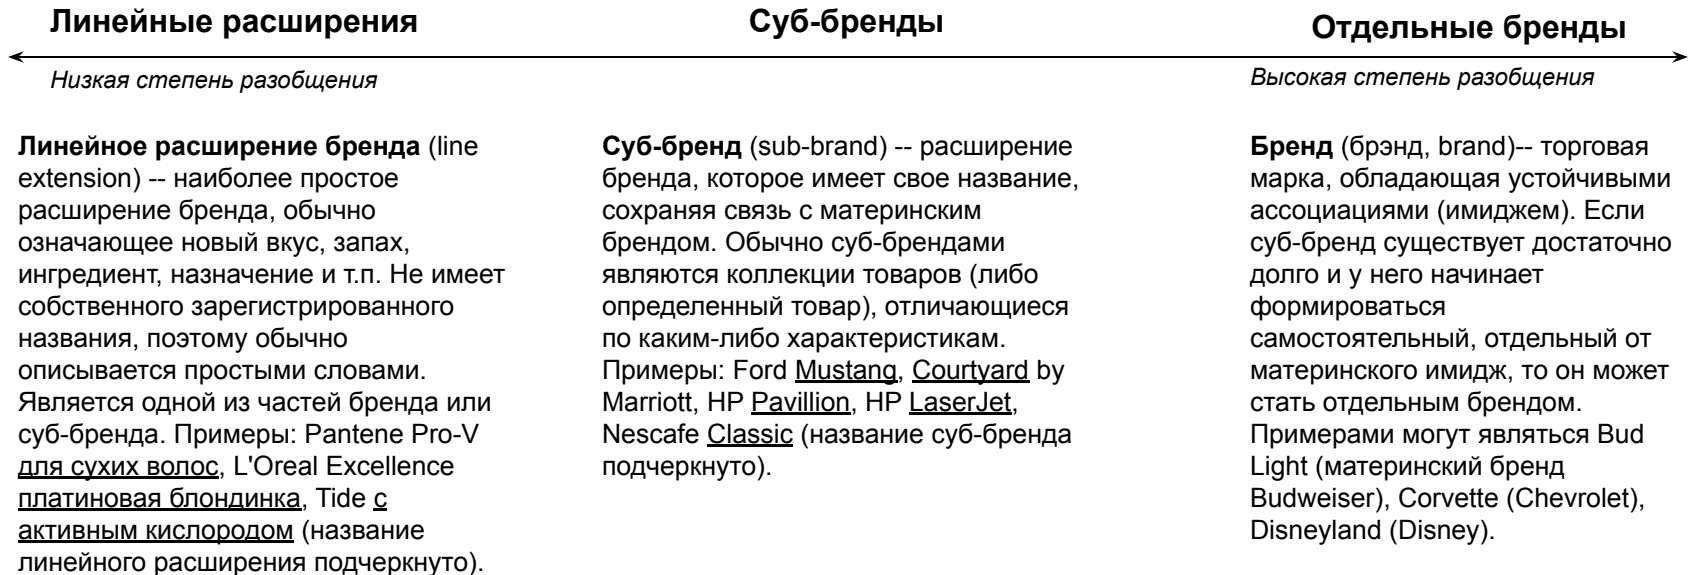 Линейные расширения
Суб-бренды
Отдельные бренды
Низкая степень разобщения
Высокая степень разобщения
Линейное расширение бренда (line
extension) -- наиболее простое
расширение бренда, обычно
означающее новый вкус, запах,
ингредиент, назначение и т.п. Не имеет
собственного зарегистрированного
названия, поэтому обычно
описывается простыми словами.
Является одной из частей бренда или
суб-бренда. Примеры: Pantene Pro-V
для сухих волос, L'Oreal Excellence
платиновая блондинка, Tide с
активным кислородом (название
линейного расширения подчеркнуто).
Суб-бренд (sub-brand) -- расширение
бренда, которое имеет свое название,
сохраняя связь с материнским
брендом. Обычно суб-брендами
являются коллекции товаров (либо
определенный товар), отличающиеся
по каким-либо характеристикам.
Примеры: Ford Mustang, Courtyard by
Marriott, HP Pavillion, HP LaserJet,
Nescafe Classic (название суб-бренда
подчеркнуто).
Бренд (брэнд, brand)-- торговая
марка, обладающая устойчивыми
ассоциациями (имиджем). Если
суб-бренд существует достаточно
долго и у него начинает
формироваться
самостоятельный, отдельный от
материнского имидж, то он может
стать отдельным брендом.
Примерами могут являться Bud
Light (материнский бренд
Budweiser), Corvette (Chevrolet),
Disneyland (Disney).